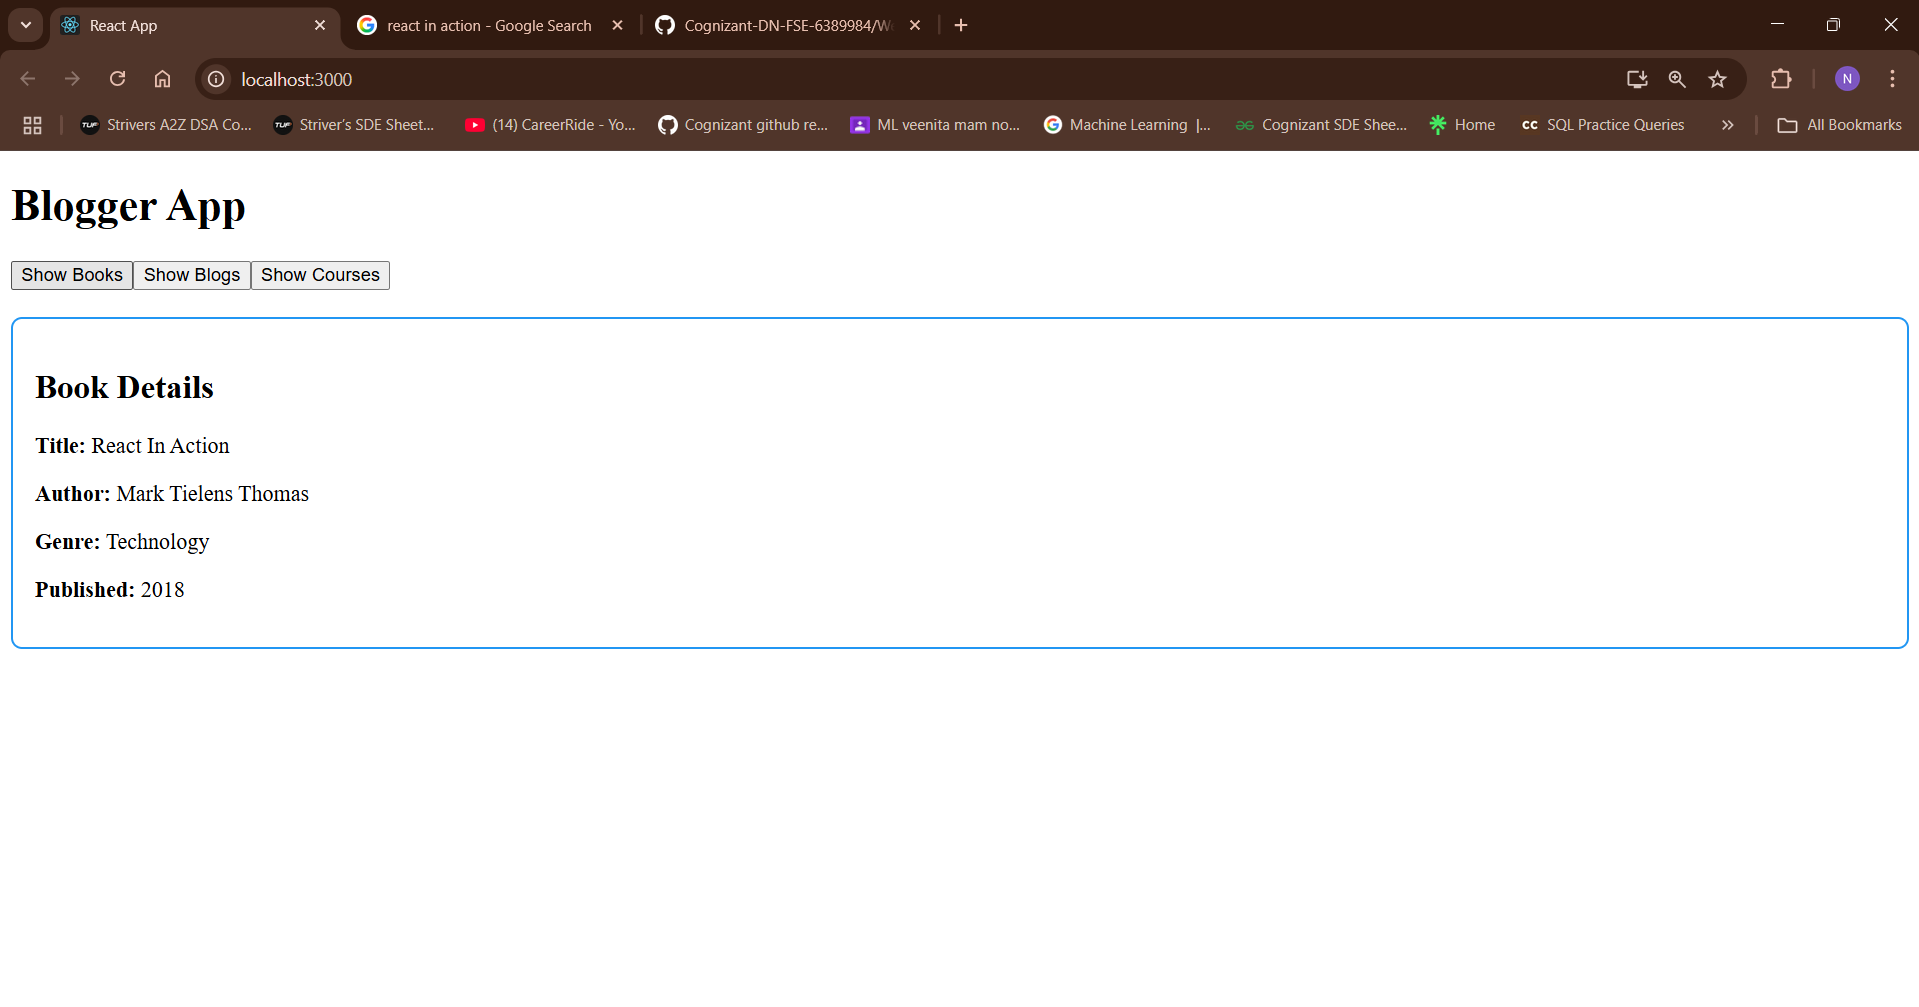 React App
react in action - Google Search
Cognizant-DN-FSE-6389984/W
localhost:3000
N
Strivers A2Z DSA Co...
Striver's SDE Sheet...
(14) CareerRide - Yo...
Cognizant github re...
ML veenita mam no...
Machine Learning |...
Cognizant SDE Shee...
Home
cc SQL Practice Queries
All Bookmarks
Blogger App
Show Books Show Blogs Show Courses
Book Details
Title: React In Action
Author: Mark Tielens Thomas
Genre: Technology
Published: 2018